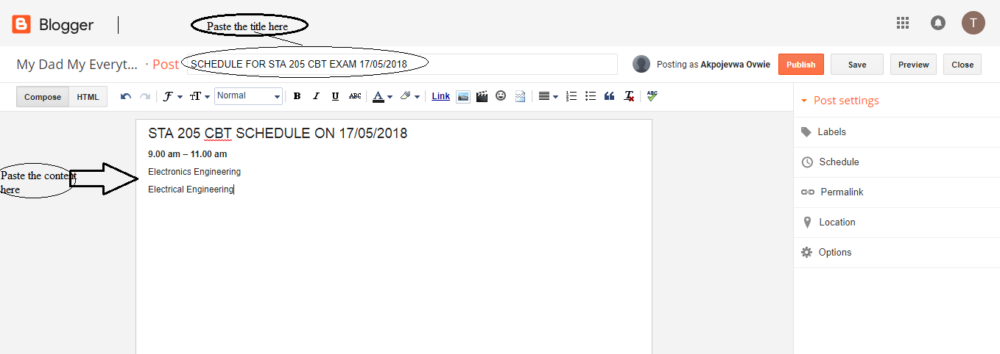 Blogger
Paste the title here
T
My Dad My Everyt... · Post
SCHEDULE FOR STA 205 CBT EXAM 17/05/2018
Posting as Akpojevwa Ovwie
Publish
Save
Preview
Close
Compose
HTML
Normal
B I U ABC
A
Link
ABC
Post settings
Labels
Schedule
Permalink
Location
Options
STA 205 CBT SCHEDULE ON 17/05/2018
9.00 am – 11.00 am
Electronics Engineering
Electrical Engineering
Paste the content
here